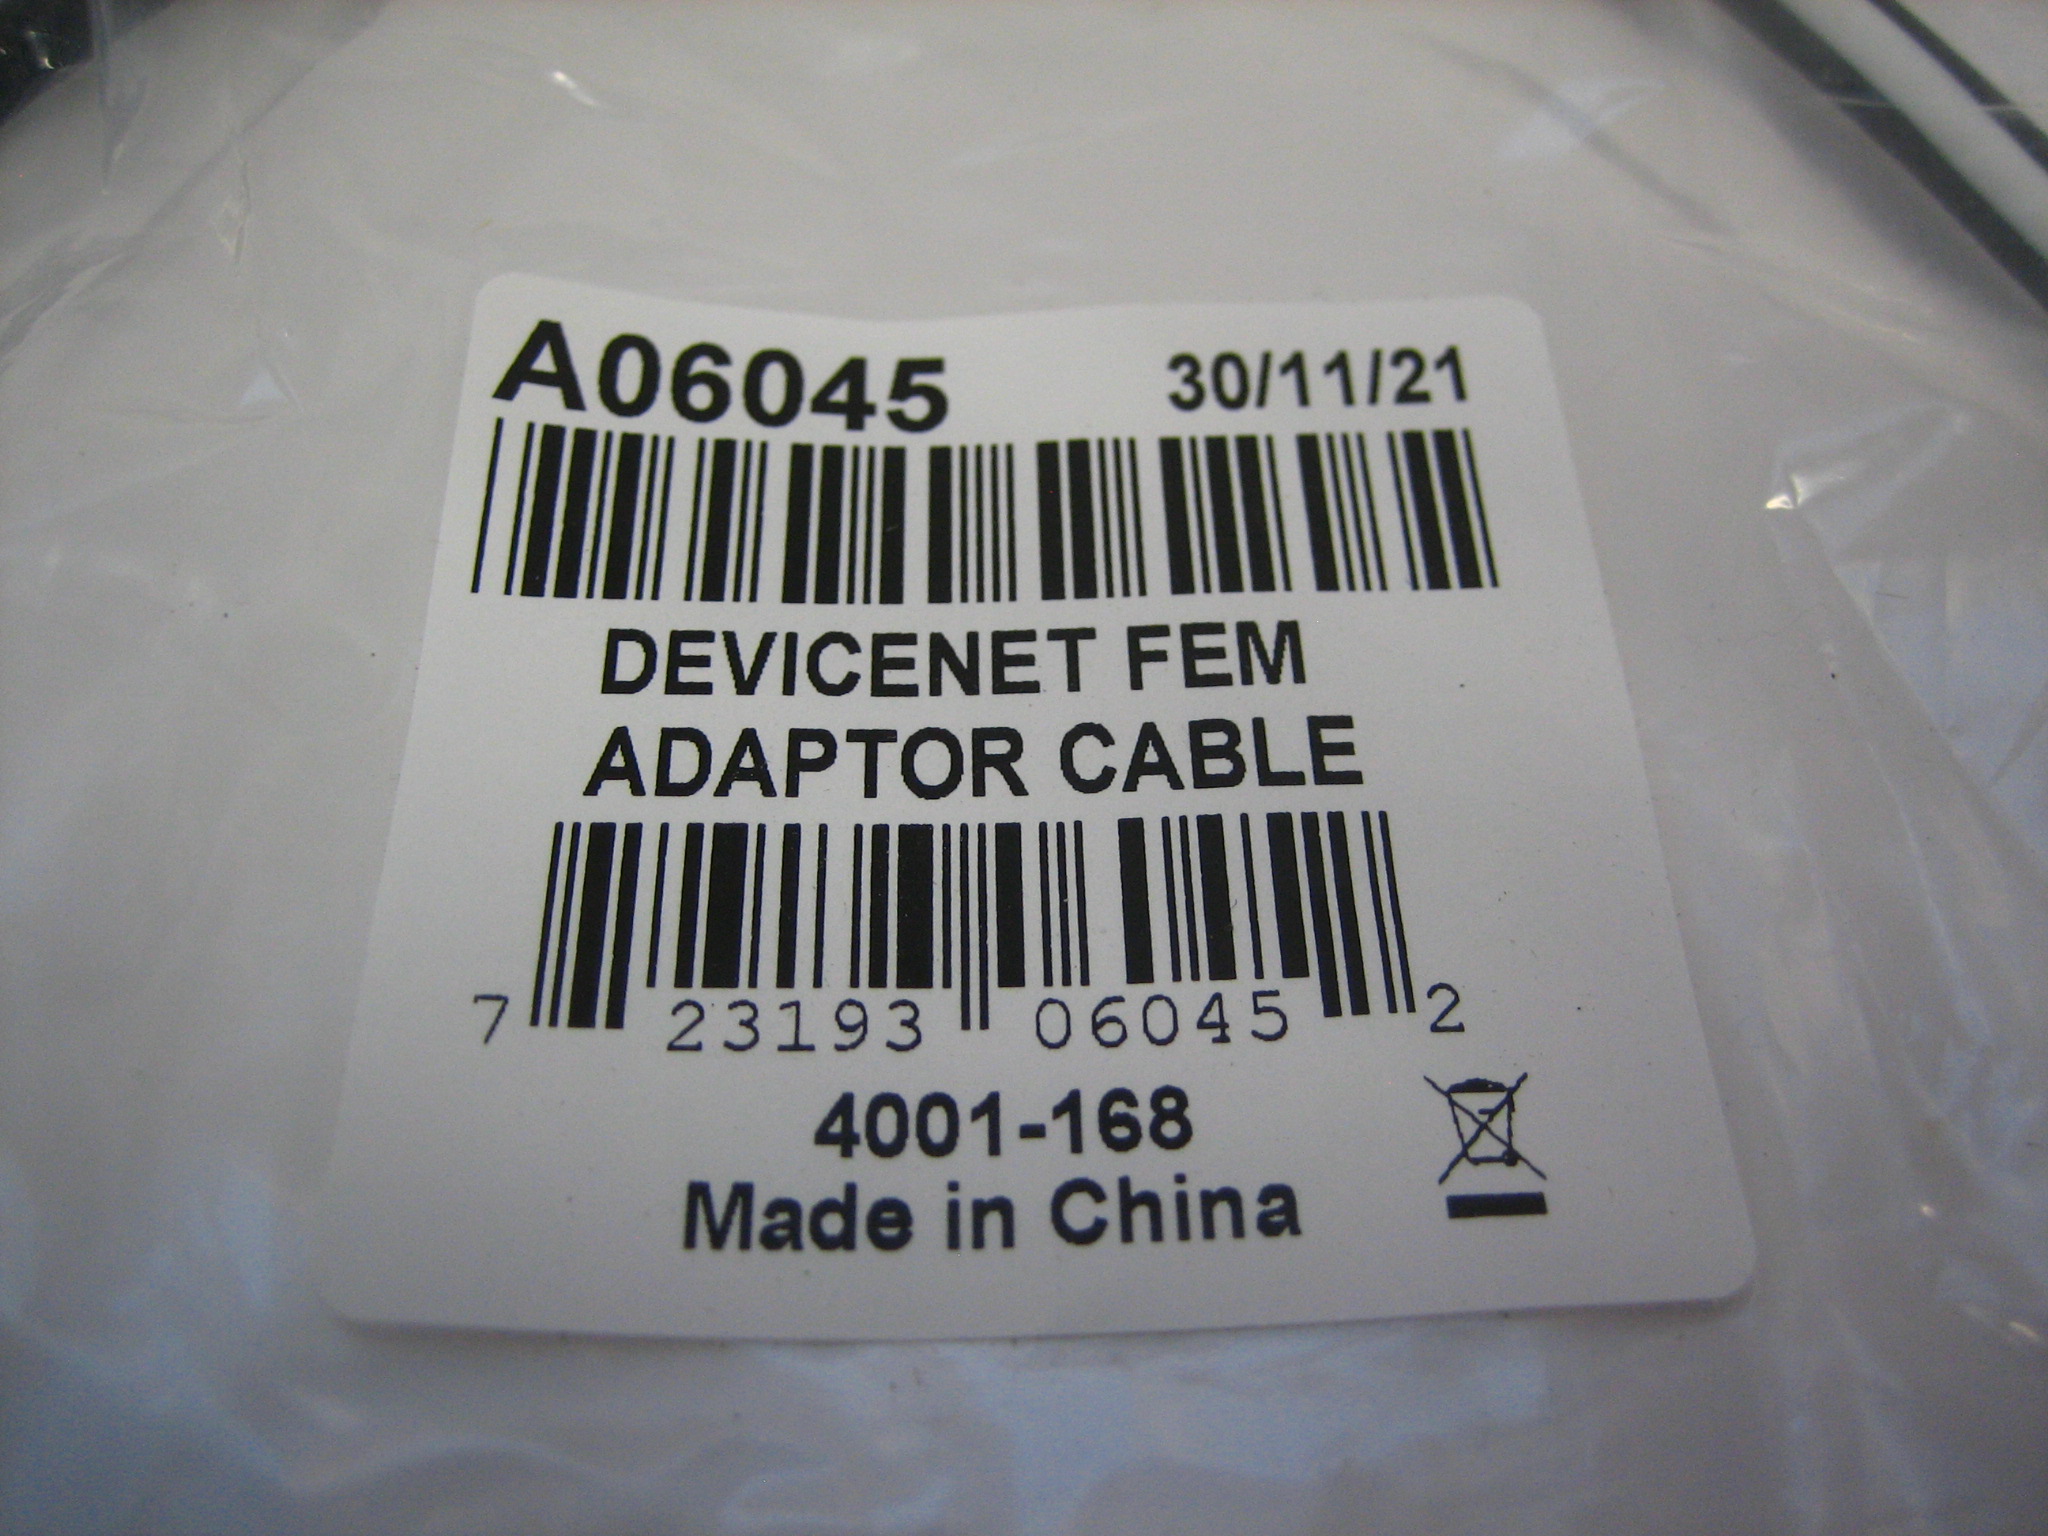 A06045 30/11/21
DEVICENET FEM
ADAPTOR CABLE
7 23193 06045 2
4001-168
Made in China